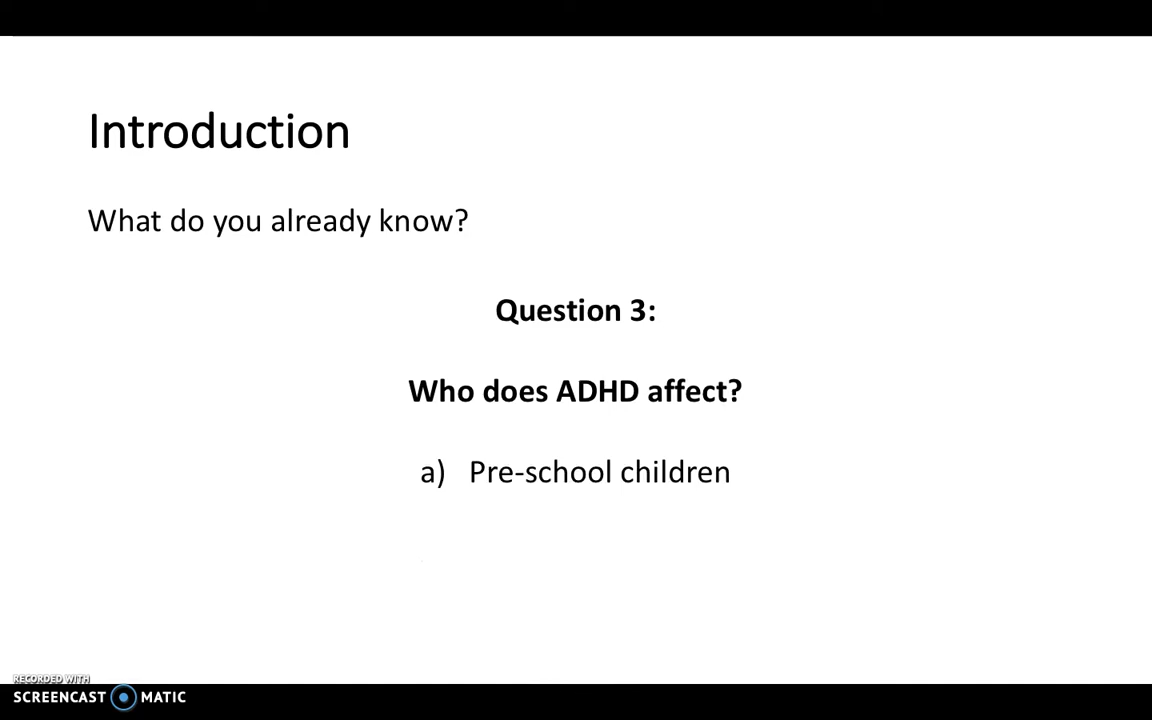 Introduction
What do you already know?
Question 3:
Who does ADHD affect?
a) Pre-school children
RECORDED WITH
SCREENCAST MATIC